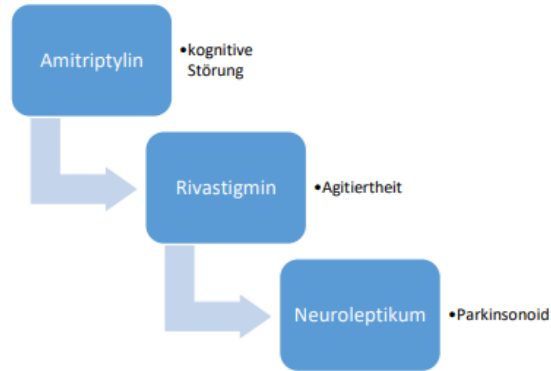 Amitriptylin
•kognitive
Störung
Rivastigmin
•Agitiertheit
Neuroleptikum
•Parkinsonoid